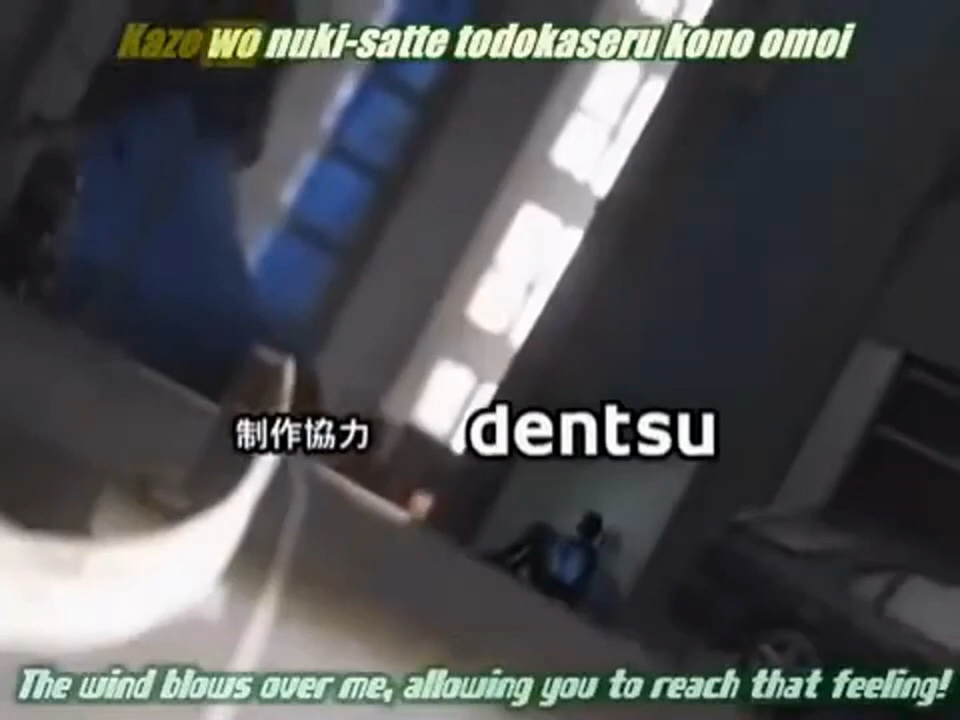 Kaze wo nuki-satte todokaseru kono omoi
制作協力 dentsu
The wind blows over me, allowing you to reach that feeling!